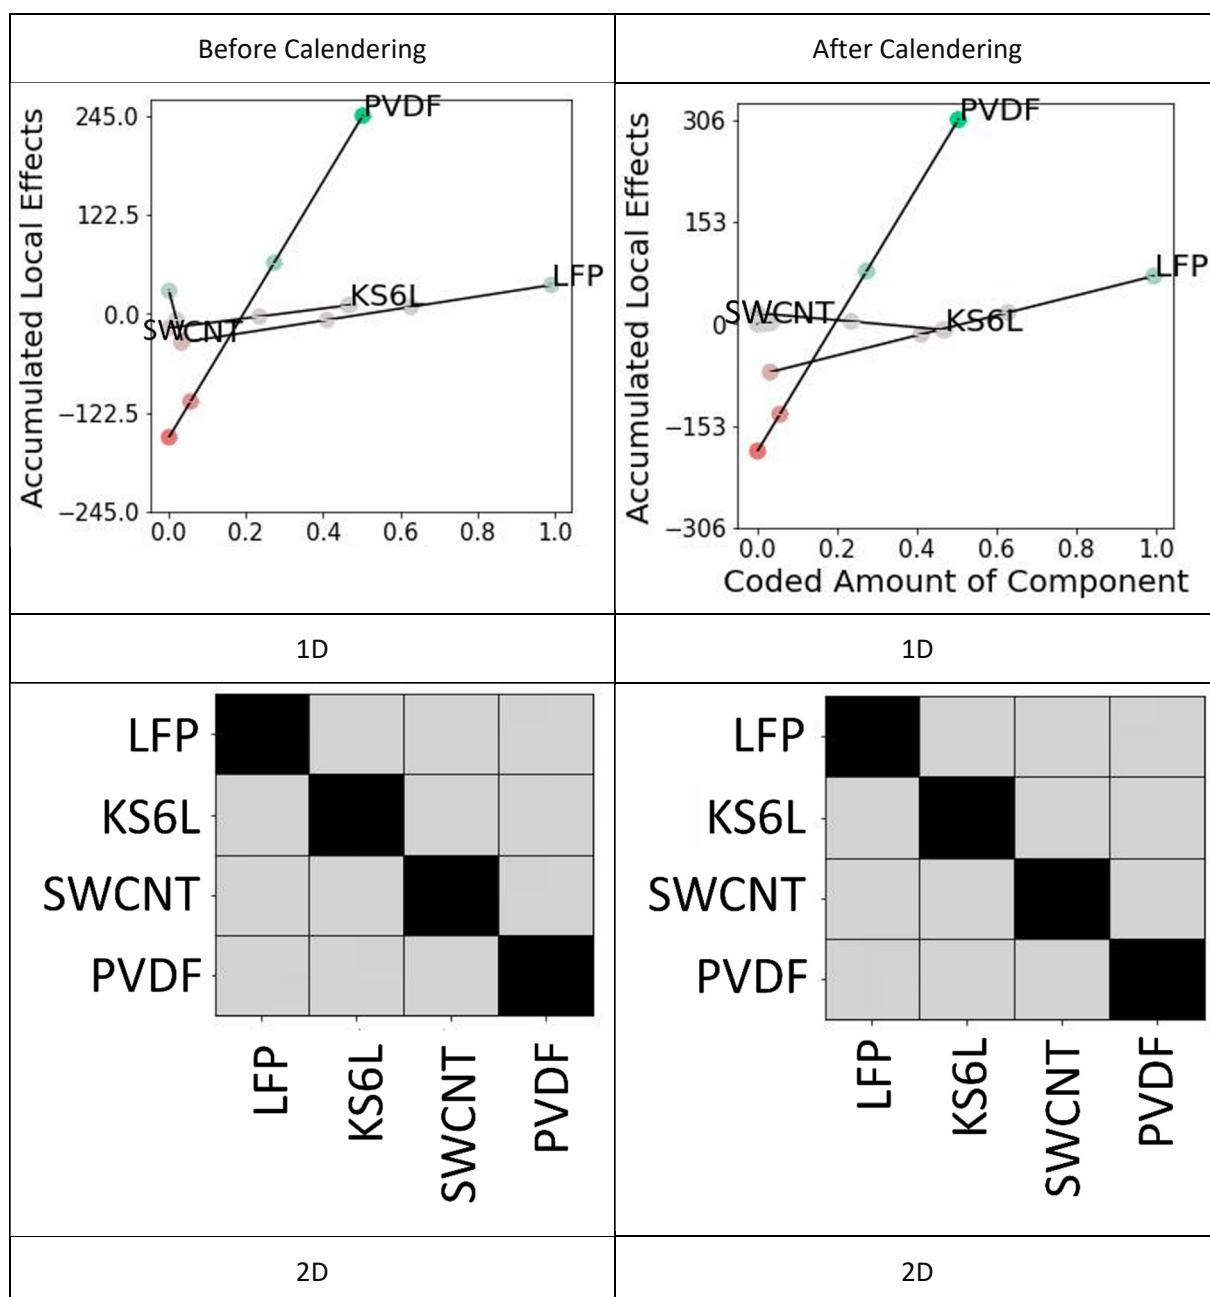 Before Calendering
After Calendering
Accumulated Local Effects
245.0
122.5
0.0
−122.5
−245.0
PVDF
LFP
KS6L
SWCNT
0.0 0.2 0.4 0.6 0.8 1.0
Accumulated Local Effects
306
153
0
−153
−306
PVDF
LFP
SWCNT
KS6L
0.0 0.2 0.4 0.6 0.8 1.0
Coded Amount of Component
1D
1D
LFP
KS6L
SWCNT
PVDF
LFP
KS6L
SWCNT
PVDF
LFP
KS6L
SWCNT
PVDF
LFP
KS6L
SWCNT
PVDF
2D
2D